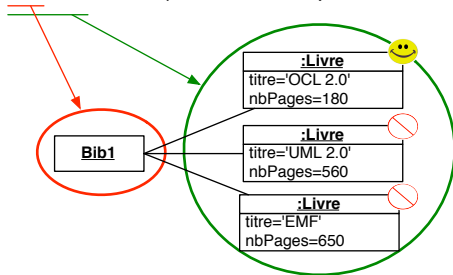 :Livre
titre='OCL 2.0'
nbPages=180
:Livre
Bib1
titre='UML 2.0'
nbPages=560
:Livre
titre='EMF'
nbPages=650